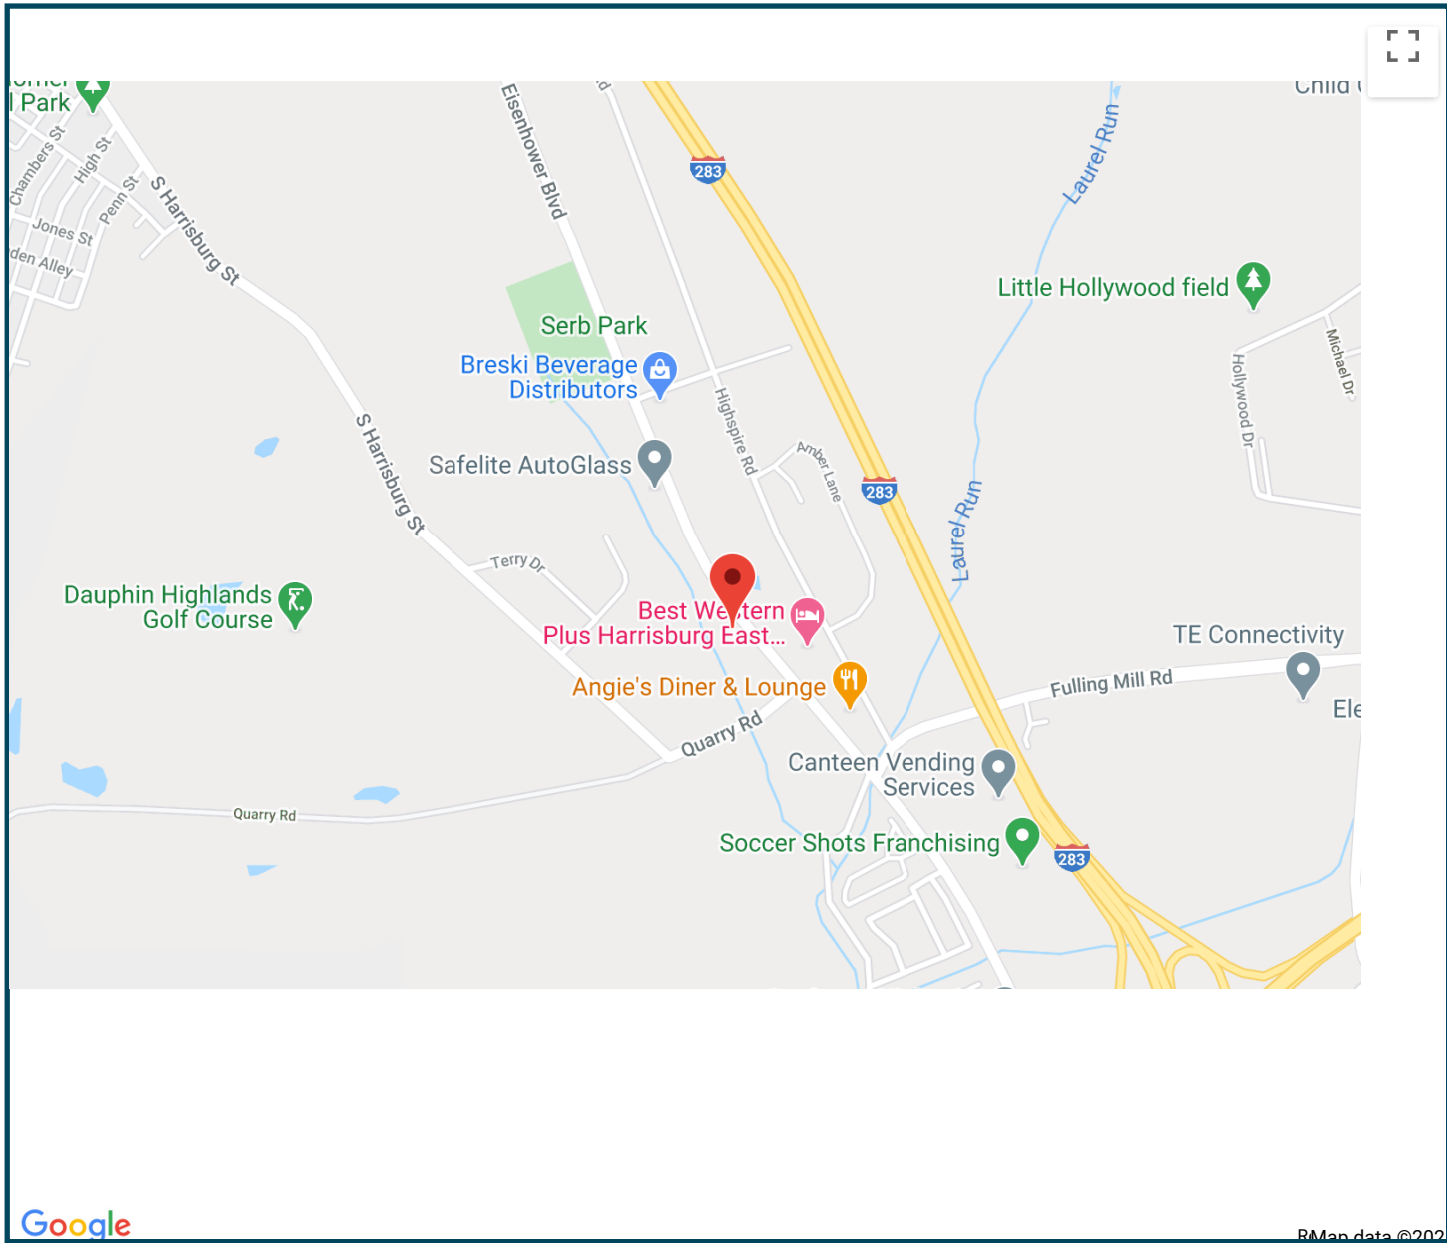 Park
Child
Eisenhower Blvd
Chambers St
High St
Penn St
Jones St
den Alley
S Harrisburg St
283
Laurel Run
Little Hollywood field
Serb Park
Breski Beverage
Distributors
Michael Dr
Hollywood Dr
Highspire Rd
Amber Lane
S Harrisburg St
Safelite AutoGlass
283
Laurel Run
Terry Dr
Dauphin Highlands
Golf Course
Best Western
Plus Harrisburg East...
TE Connectivity
Angie's Diner & Lounge
Fulling Mill Rd
Ele
Quarry Rd
Canteen Vending
Services
Quarry Rd
Soccer Shots Franchising
283
Google
Map data ©202